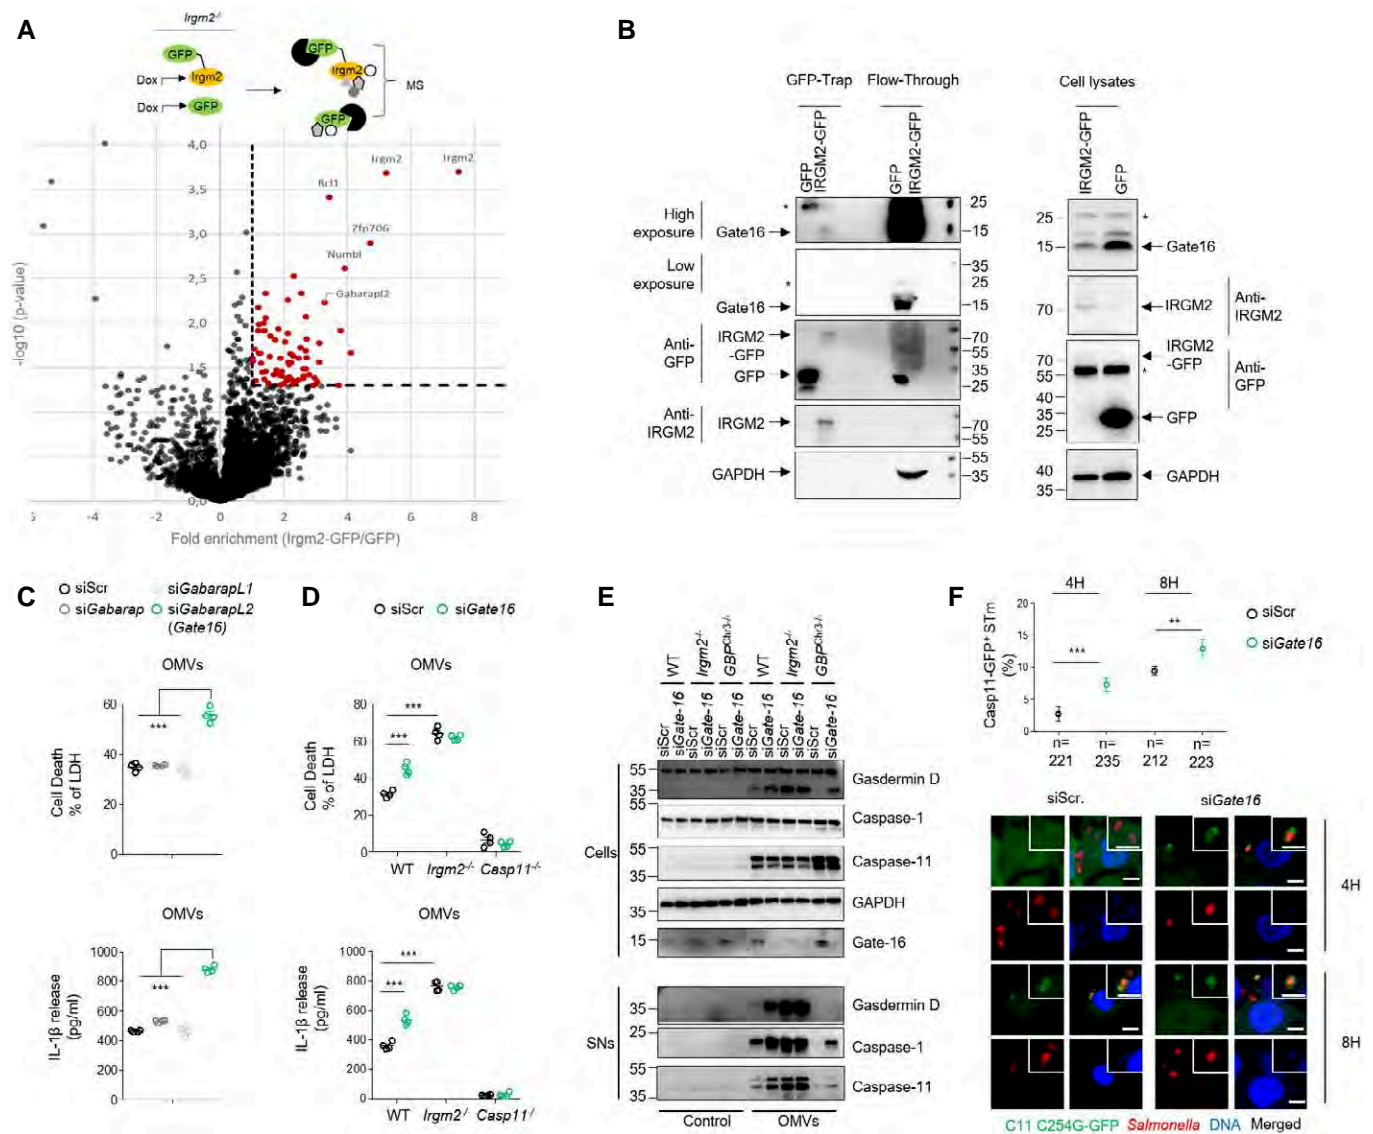 A
Irgm2-/-
GFP
Irgm2
Dox
Dox
GFP
GFP
Irgm2
GFP
MS
4,0
3,5
3,0
2,5
2,0
1,5
0,0
Irgm2
Irgm2
Rcl1
Zfp706
Numbl
Gabarapl2
-log10 (p-value)
-4
-2
0
2
4
6
8
Fold enrichment (Irgm2-GFP/GFP)
B
GFP-Trap
Flow-Through
Cell lysates
GFP
IRGM2-GFP
GFP
IRGM2-GFP
IRGM2-GFP
GFP
High
exposure
*
Gate16
25
15
Low
exposure
*
Gate16
35
25
15
Anti-
GFP
IRGM2
-GFP
GFP
70
55
35
25
Anti-
IRGM2
IRGM2
70
55
GAPDH
55
35
25
15
*
Gate16
70
IRGM2
Anti-
IRGM2
70
55
40
35
25
IRGM2
-GFP
*
GFP
Anti-
GFP
40
35
GAPDH
C
siScr
siGabarapL1
siGabarap
siGabarapL2
(Gate16)
OMVs
Cell Death
% of LDH
60
40
20
0
***
OMVs
IL-1β release
(pg/ml)
1000
800
600
400
200
0
***
D
siScr
siGate16
OMVs
Cell Death
% of LDH
80
60
40
20
0
***
***
WT
Irgm2-/-
Casp11-/-
OMVs
IL-1β release
(pg/ml)
1000
800
600
400
200
0
***
***
WT
Irgm2-/
Casp11-/
E
WT
Irgm2-/-
GBPChr3-/-
WT
Irgm2-/-
GBPChr3-/-
siScr
siGate-16
siScr
siGate-16
siScr
siGate-16
siScr
siGate-16
siScr
siGate-16
siScr
siGate-16
Cells
55
35
Gasdermin D
55
Caspase-1
55
35
Caspase-11
35
GAPDH
15
Gate-16
SNs
35
Gasdermin D
25
Caspase-1
55
35
Caspase-11
Control
OMVs
F
4H
8H
siScr
siGate16
Casp11-GFP+ STm
(%)
20
15
10
5
0
***
**
n=
221
n=
235
n=
212
n=
223
siScr.
siGate16
4H
8H
C11 C254G-GFP
Salmonella
DNA
Merged